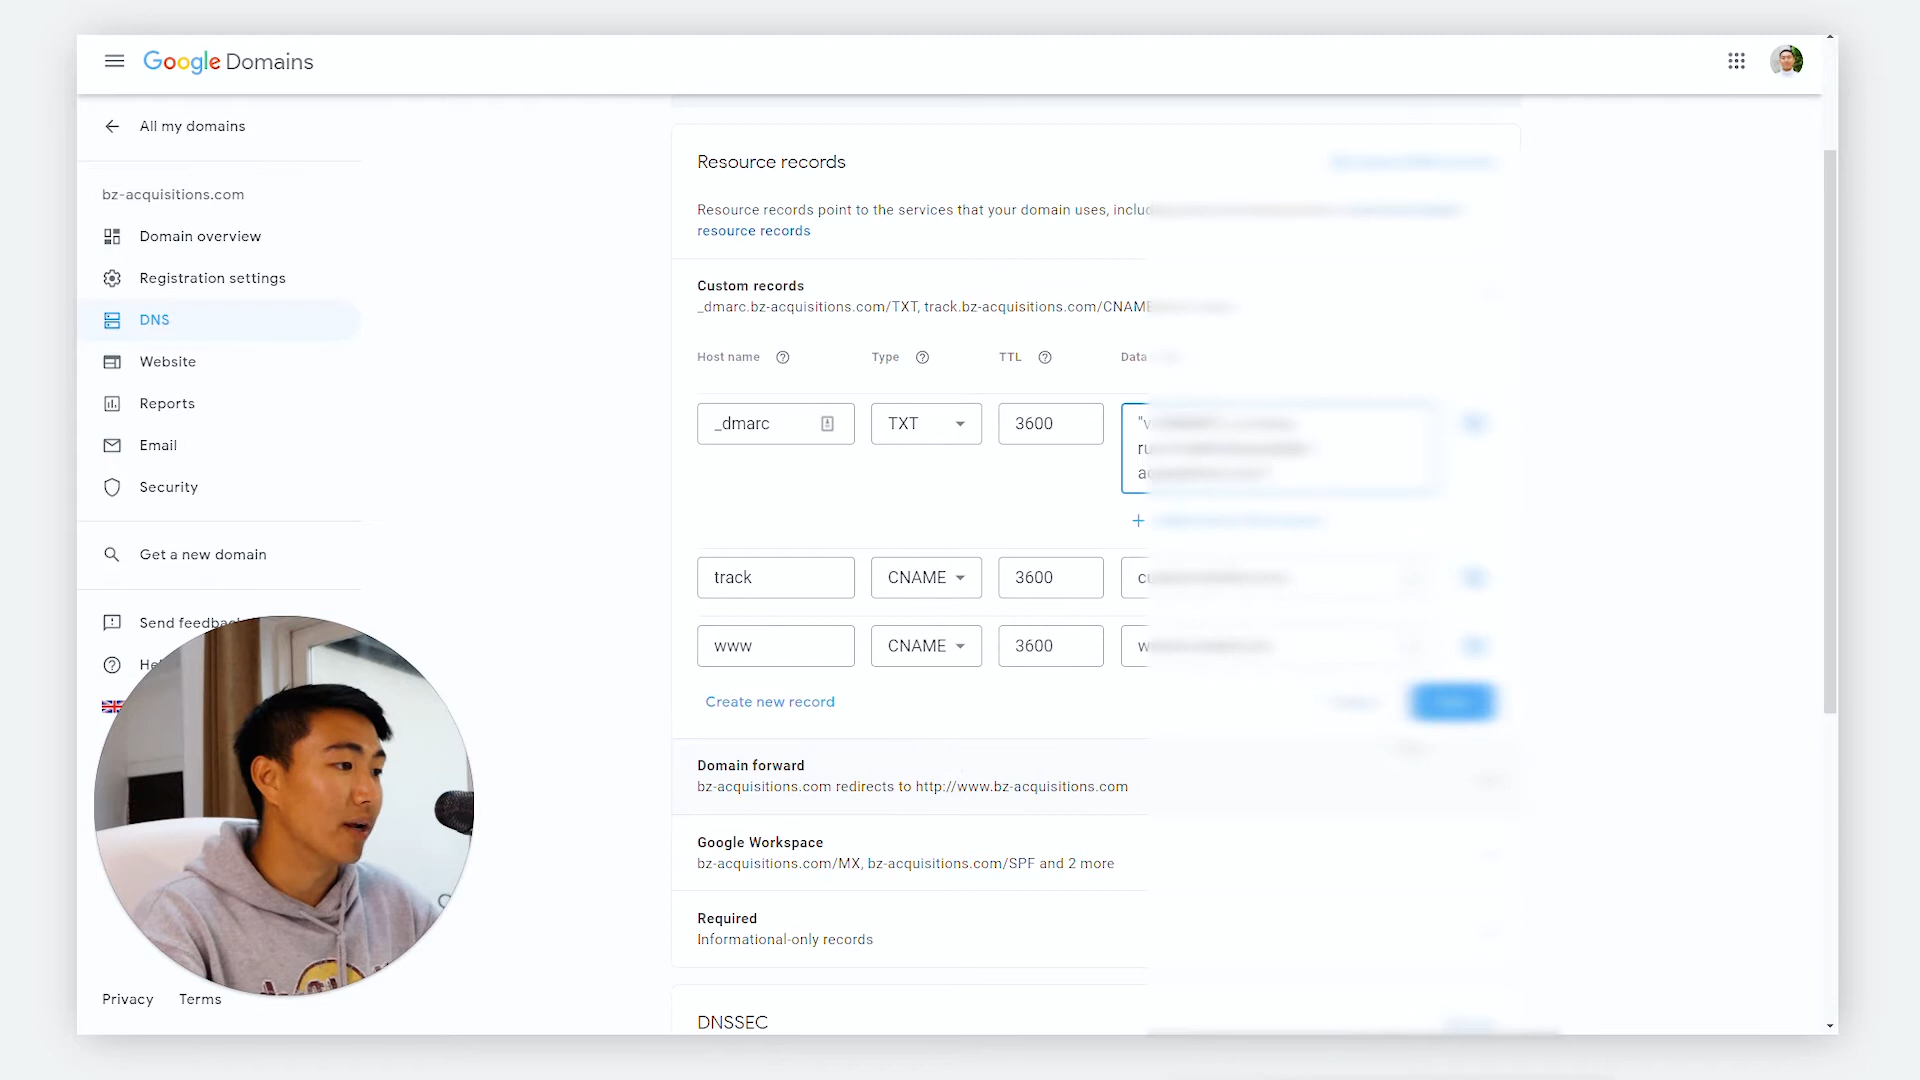 Google Domains
All my domains
bz-acquisitions.com
Domain overview
Registration settings
DNS
Website
Reports
Email
Security
Get a new domain
Send feedback
He
Privacy Terms
Resource records
Resource records point to the services that your domain uses,
resource records
Custom records
_dmarc.bz-acquisitions.com/TXT, track.bz-acquisitions.com/CNAME
Host name Type TTL Data
_dmarc TXT 3600
track CNAME 3600
www CNAME 3600
Create new record
Domain forward
bz-acquisitions.com redirects to http://www.bz-acquisitions.com
Google Workspace
bz-acquisitions.com/MX, bz-acquisitions.com/SPF and 2 more
Required
Informational-only records
DNSSEC